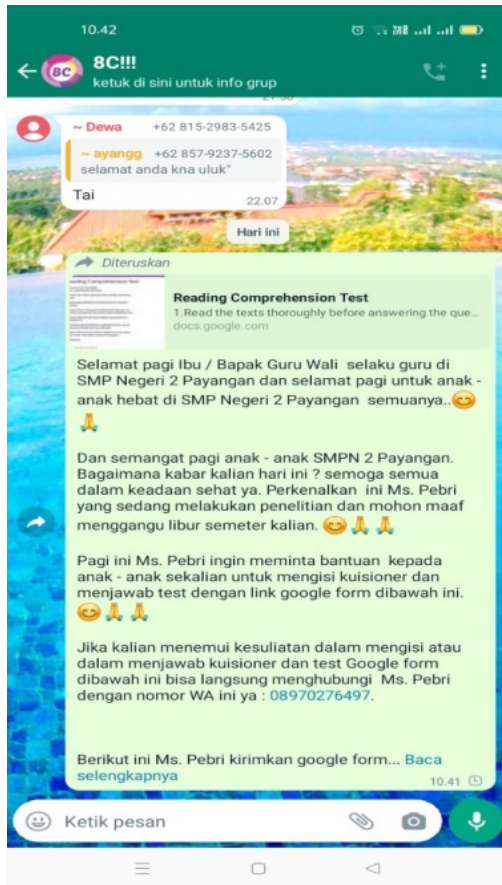 10.42
8C
8C!!!
ketuk di sini untuk info grup
~ Dewa +62 815-2983-5425
~ ayangg +62 857-9237-5602
selamat anda kna uluk"
Tai
22.07
Hari ini
Diteruskan
Reading Comprehension Test
1.Read the texts thoroughly before answering the que...
docs.google.com
Selamat pagi Ibu / Bapak Guru Wali selaku guru di
SMP Negeri 2 Payangan dan selamat pagi untuk anak -
anak hebat di SMP Negeri 2 Payangan semuanya..😊
🙏
Dan semangat pagi anak - anak SMPN 2 Payangan.
Bagaimana kabar kalian hari ini ? semoga semua
dalam keadaan sehat ya. Perkenalkan ini Ms. Pebri
yang sedang melakukan penelitian dan mohon maaf
menggangu libur semeter kalian. 😊🙏🙏
Pagi ini Ms. Pebri ingin meminta bantuan kepada
anak - anak sekalian untuk mengisi kuisioner dan
menjawab test dengan link google form dibawah ini.
😊🙏🙏
Jika kalian menemui kesuliatan dalam mengisi atau
dalam menjawab kuisioner dan test Google form
dibawah ini bisa langsung menghubungi Ms. Pebri
dengan nomor WA ini ya : 08970276497.
Berikut ini Ms. Pebri kirimkan google form... Baca
selengkapnya
10.41
Ketik pesan